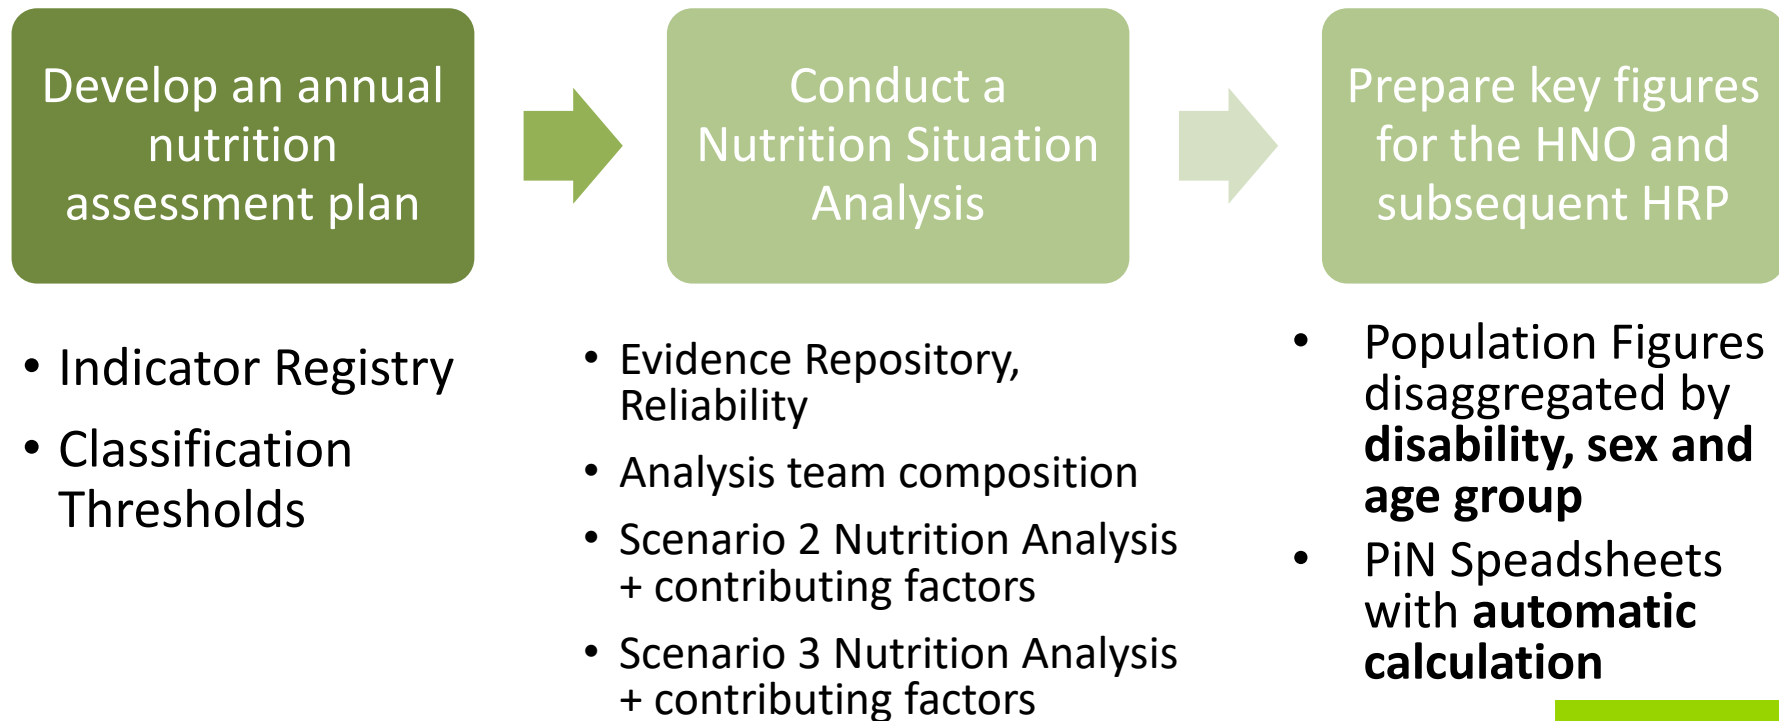 Develop an annual
nutrition
assessment plan
Conduct a
Nutrition Situation
Analysis
Prepare key figures
for the HNO and
subsequent HRP
• Indicator Registry
• Classification
Thresholds
• Evidence Repository,
Reliability
• Analysis team composition
• Scenario 2 Nutrition Analysis
+ contributing factors
• Scenario 3 Nutrition Analysis
+ contributing factors
• Population Figures
disaggregated by
disability, sex and
age group
• PiN Speadsheets
with automatic
calculation